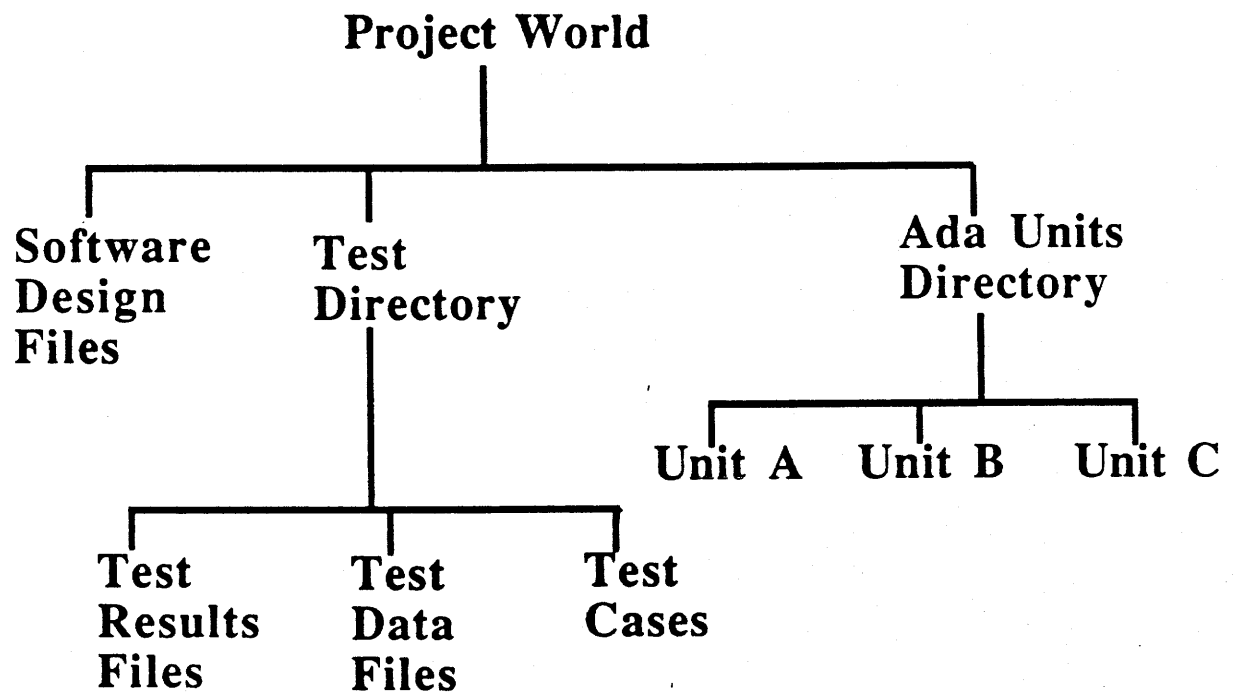 Project World
Software
Design
Files
Test
Directory
Ada Units
Directory
Unit A
Unit B
Unit C
Test
Results
Files
Test
Data
Files
Test
Cases